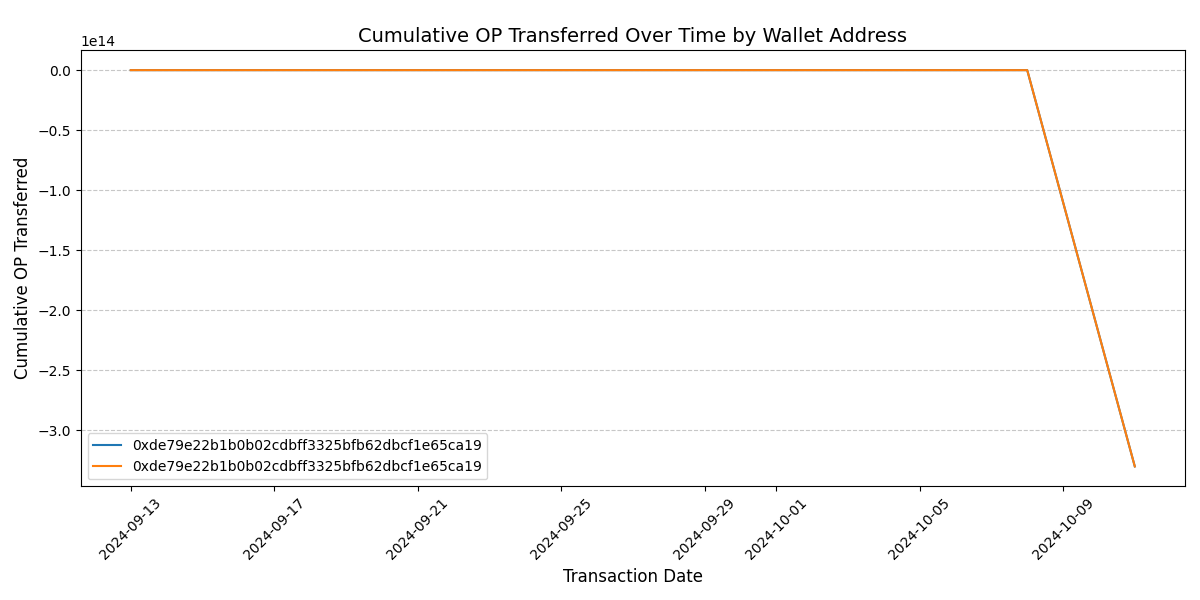 Cumulative OP Transferred Over Time by Wallet Address
1e14
0.0
−0.5
−1.0
−1.5
−2.0
−2.5
−3.0
Cumulative OP Transferred
0xde79e22b1b0b02cdbff3325bfb62dbcf1e65ca19
0xde79e22b1b0b02cdbff3325bfb62dbcf1e65ca19
2024-09-13
2024-09-17
2024-09-21
2024-09-25
2024-09-29
2024-10-01
2024-10-05
2024-10-09
Transaction Date